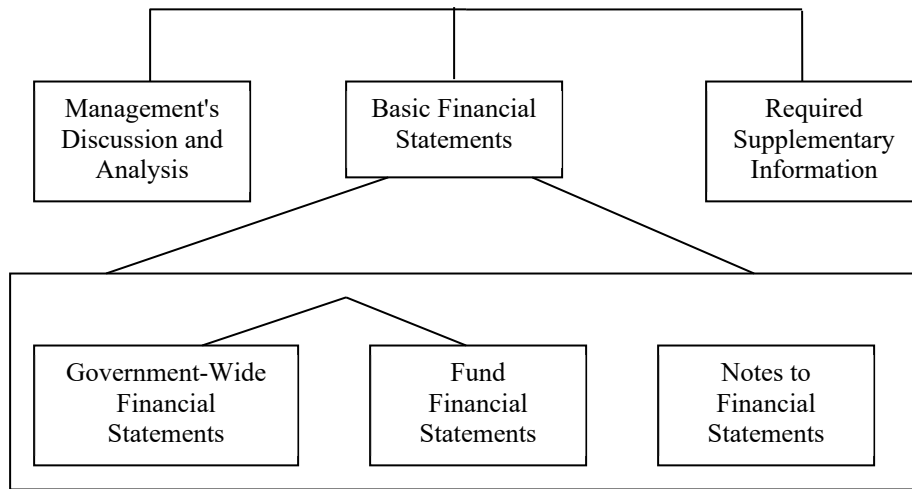 Management's
Discussion and
Analysis
Basic Financial
Statements
Required
Supplementary
Information
Government-Wide
Financial
Statements
Fund
Financial
Statements
Notes to
Financial
Statements